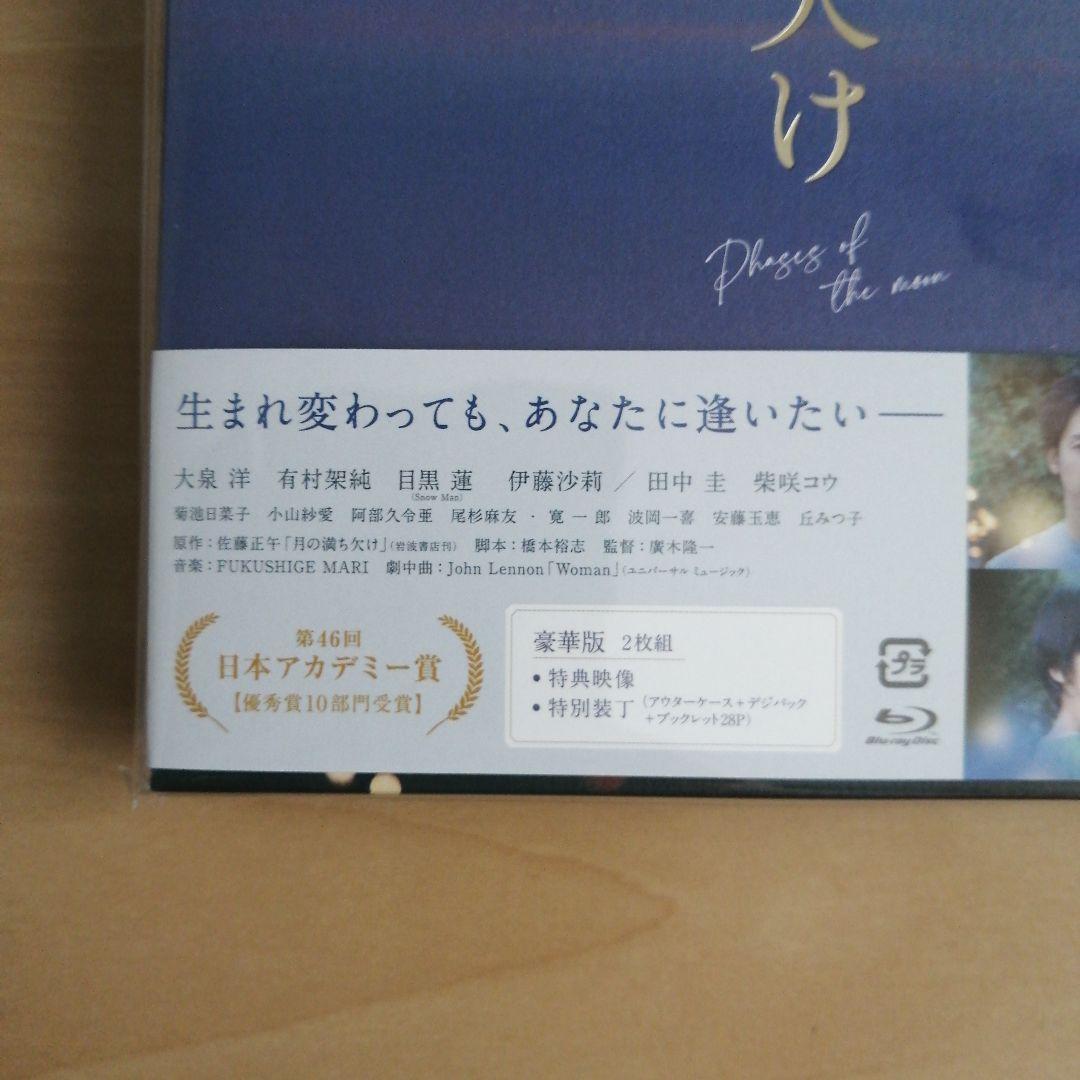 欠け
Phases of
the moon
生まれ変わっても、あなたに逢いたい――
大泉 洋　有村架純　目黒 蓮　伊藤沙莉 ／ 田中 圭　柴咲コウ
(Snow Man)
菊池日菜子　小山紗愛　阿部久令亜　尾杉麻友 ・ 寛 一 郎　波岡一喜　安藤玉恵　丘みつ子
原作：佐藤正午「月の満ち欠け」（岩波書店刊）　脚本：橋本裕志　監督：廣木隆一
音楽：FUKUSHIGE MARI　劇中曲：John Lennon「Woman」（ユニバーサル ミュージック）
第46回
日本アカデミー賞
【優秀賞10部門受賞】
豪華版　2枚組
• 特典映像
• 特別装丁（アウターケース＋デジパック
＋ブックレット28P）
プラ
Blu-ray Disc